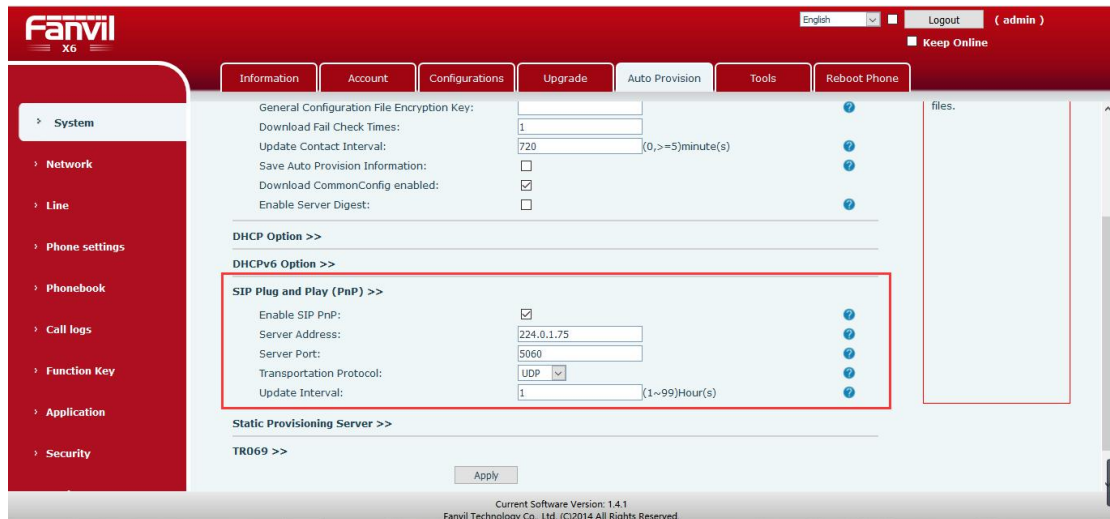 Fanvil
X6
English
Logout ( admin )
Keep Online
Information Account Configurations Upgrade Auto Provision Tools Reboot Phone
› System
› Network
› Line
› Phone settings
› Phonebook
› Call logs
› Function Key
› Application
› Security
General Configuration File Encryption Key:
Download Fail Check Times: 1
Update Contact Interval: 720 (0,>=5)minute(s)
Save Auto Provision Information:
Download CommonConfig enabled:
Enable Server Digest:
DHCP Option >>
DHCPv6 Option >>
SIP Plug and Play (PnP) >>
Enable SIP PnP:
Server Address: 224.0.1.75
Server Port: 5060
Transportation Protocol: UDP
Update Interval: 1 (1~99)Hour(s)
Static Provisioning Server >>
TR069 >>
Apply
files.
Current Software Version: 1.4.1
Fanvil Technology Co., Ltd. (C)2014 All Rights Reserved.